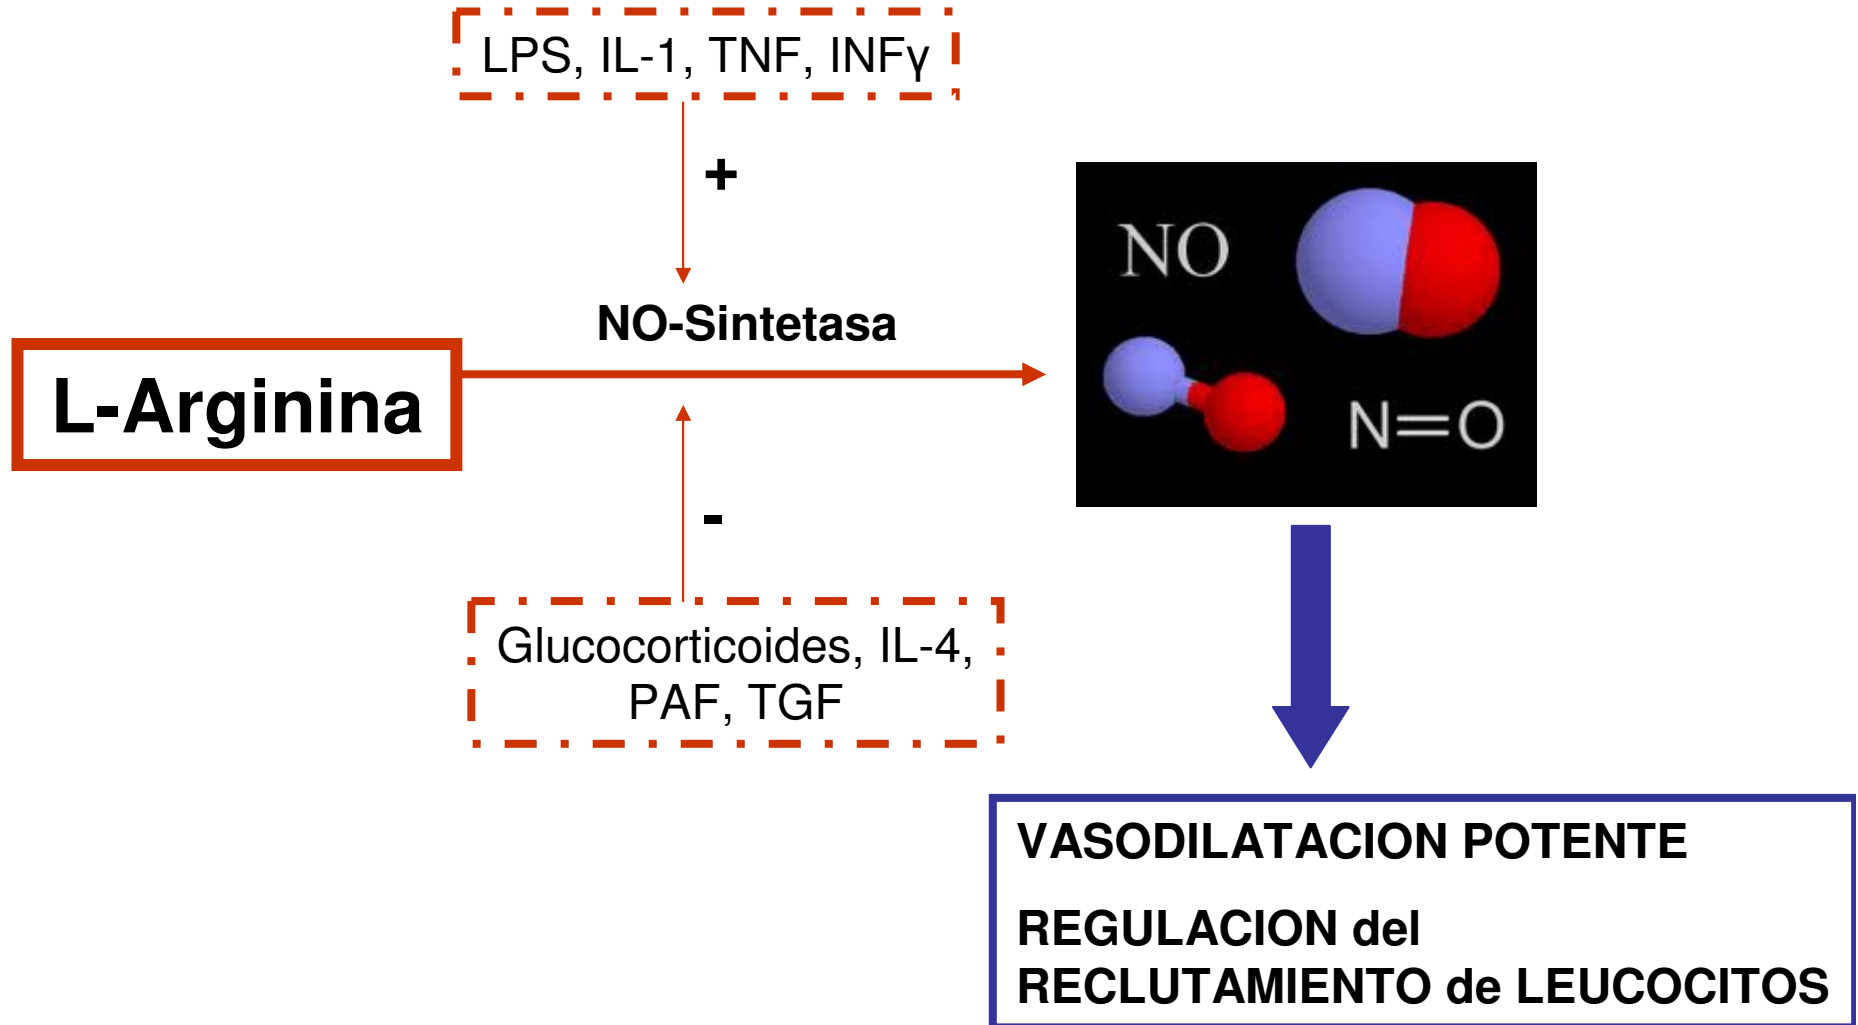 LPS, IL-1, TNF, INFγ
+
NO-Sintetasa
L-Arginina
NO
N=O
-
Glucocorticoides, IL-4,
PAF, TGF
VASODILATACION POTENTE
REGULACION del
RECLUTAMIENTO de LEUCOCITOS